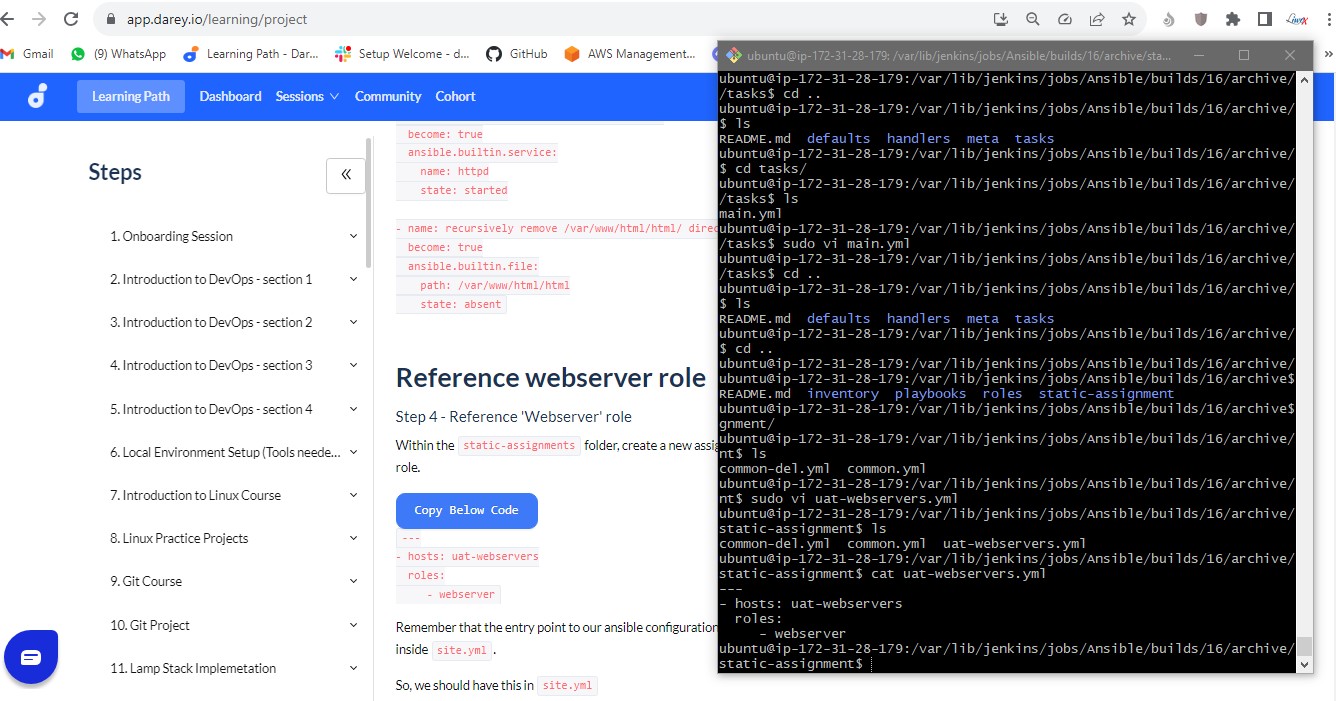 app.darey.io/learning/project
Gmail
(9) WhatsApp
Learning Path - Dar...
Setup Welcome - d...
GitHub
AWS Management...
»
Learning Path
Dashboard
Sessions
Community
Cohort
Steps
«
1. Onboarding Session
2. Introduction to DevOps - section 1
3. Introduction to DevOps - section 2
4. Introduction to DevOps - section 3
5. Introduction to DevOps - section 4
6. Local Environment Setup (Tools neede...
7. Introduction to Linux Course
8. Linux Practice Projects
9. Git Course
10. Git Project
11. Lamp Stack Implemetation
become: true
ansible.builtin.service:
name: httpd
state: started
- name: recursively remove /var/www/html/html/ direc
become: true
ansible.builtin.file:
path: /var/www/html/html
state: absent
Reference webserver role
Step 4 - Reference 'Webserver' role
Within the static-assignments folder, create a new assig
role.
Copy Below Code
---
- hosts: uat-webservers
roles:
- webserver
Remember that the entry point to our ansible configuration
inside site.yml .
So, we should have this in site.yml
ubuntu@ip-172-31-28-179: /var/lib/jenkins/jobs/Ansible/builds/16/archive/sta...
ubuntu@ip-172-31-28-179:/var/lib/jenkins/jobs/Ansible/builds/16/archive/
/tasks$ cd ..
ubuntu@ip-172-31-28-179:/var/lib/jenkins/jobs/Ansible/builds/16/archive/
$ ls
README.md defaults handlers meta tasks
ubuntu@ip-172-31-28-179:/var/lib/jenkins/jobs/Ansible/builds/16/archive/
$ cd tasks/
ubuntu@ip-172-31-28-179:/var/lib/jenkins/jobs/Ansible/builds/16/archive/
/tasks$ ls
main.yml
ubuntu@ip-172-31-28-179:/var/lib/jenkins/jobs/Ansible/builds/16/archive/
/tasks$ sudo vi main.yml
ubuntu@ip-172-31-28-179:/var/lib/jenkins/jobs/Ansible/builds/16/archive/
/tasks$ cd ..
ubuntu@ip-172-31-28-179:/var/lib/jenkins/jobs/Ansible/builds/16/archive/
$ ls
README.md defaults handlers meta tasks
ubuntu@ip-172-31-28-179:/var/lib/jenkins/jobs/Ansible/builds/16/archive/
$ cd ..
ubuntu@ip-172-31-28-179:/var/lib/jenkins/jobs/Ansible/builds/16/archive/
ubuntu@ip-172-31-28-179:/var/lib/jenkins/jobs/Ansible/builds/16/archive$
README.md inventory playbooks roles static-assignment
ubuntu@ip-172-31-28-179:/var/lib/jenkins/jobs/Ansible/builds/16/archive$
gnment/
ubuntu@ip-172-31-28-179:/var/lib/jenkins/jobs/Ansible/builds/16/archive/
nt$ ls
common-del.yml common.yml
ubuntu@ip-172-31-28-179:/var/lib/jenkins/jobs/Ansible/builds/16/archive/
nt$ sudo vi uat-webservers.yml
ubuntu@ip-172-31-28-179:/var/lib/jenkins/jobs/Ansible/builds/16/archive/
static-assignment$ ls
common-del.yml common.yml uat-webservers.yml
ubuntu@ip-172-31-28-179:/var/lib/jenkins/jobs/Ansible/builds/16/archive/
static-assignment$ cat uat-webservers.yml
---
- hosts: uat-webservers
roles:
- webserver
ubuntu@ip-172-31-28-179:/var/lib/jenkins/jobs/Ansible/builds/16/archive/
static-assignment$